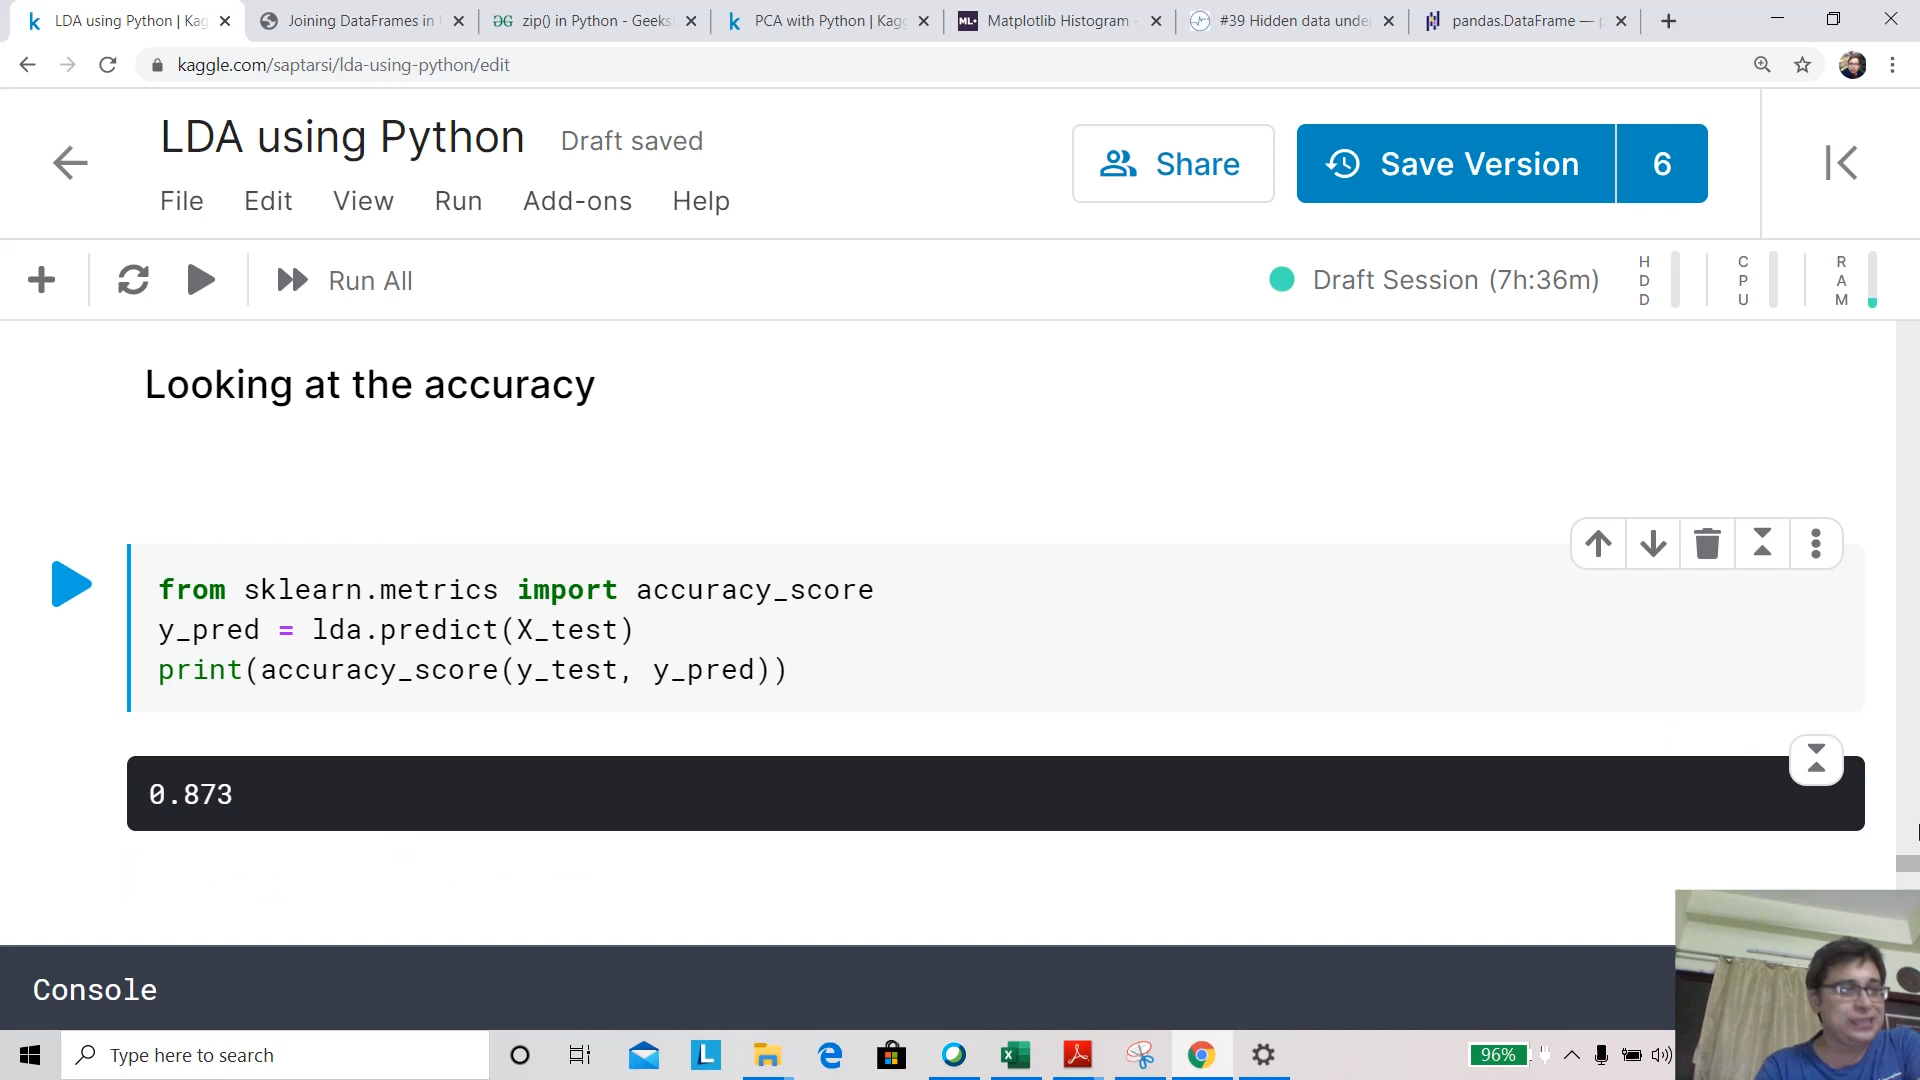 LDA using Python | Kag
Joining DataFrames in
zip() in Python - Geeks
PCA with Python | Kagg
ML
Matplotlib Histogram -
#39 Hidden data unde
pandas.DataFrame —
kaggle.com/saptarsi/lda-using-python/edit
LDA using Python Draft saved
Share
Save Version 6
File Edit View Run Add-ons Help
Run All
Draft Session (7h:36m)
HDD
CPU
RAM
Looking at the accuracy
from sklearn.metrics import accuracy_score
y_pred = lda.predict(X_test)
print(accuracy_score(y_test, y_pred))
0.873
Console
Type here to search
96%